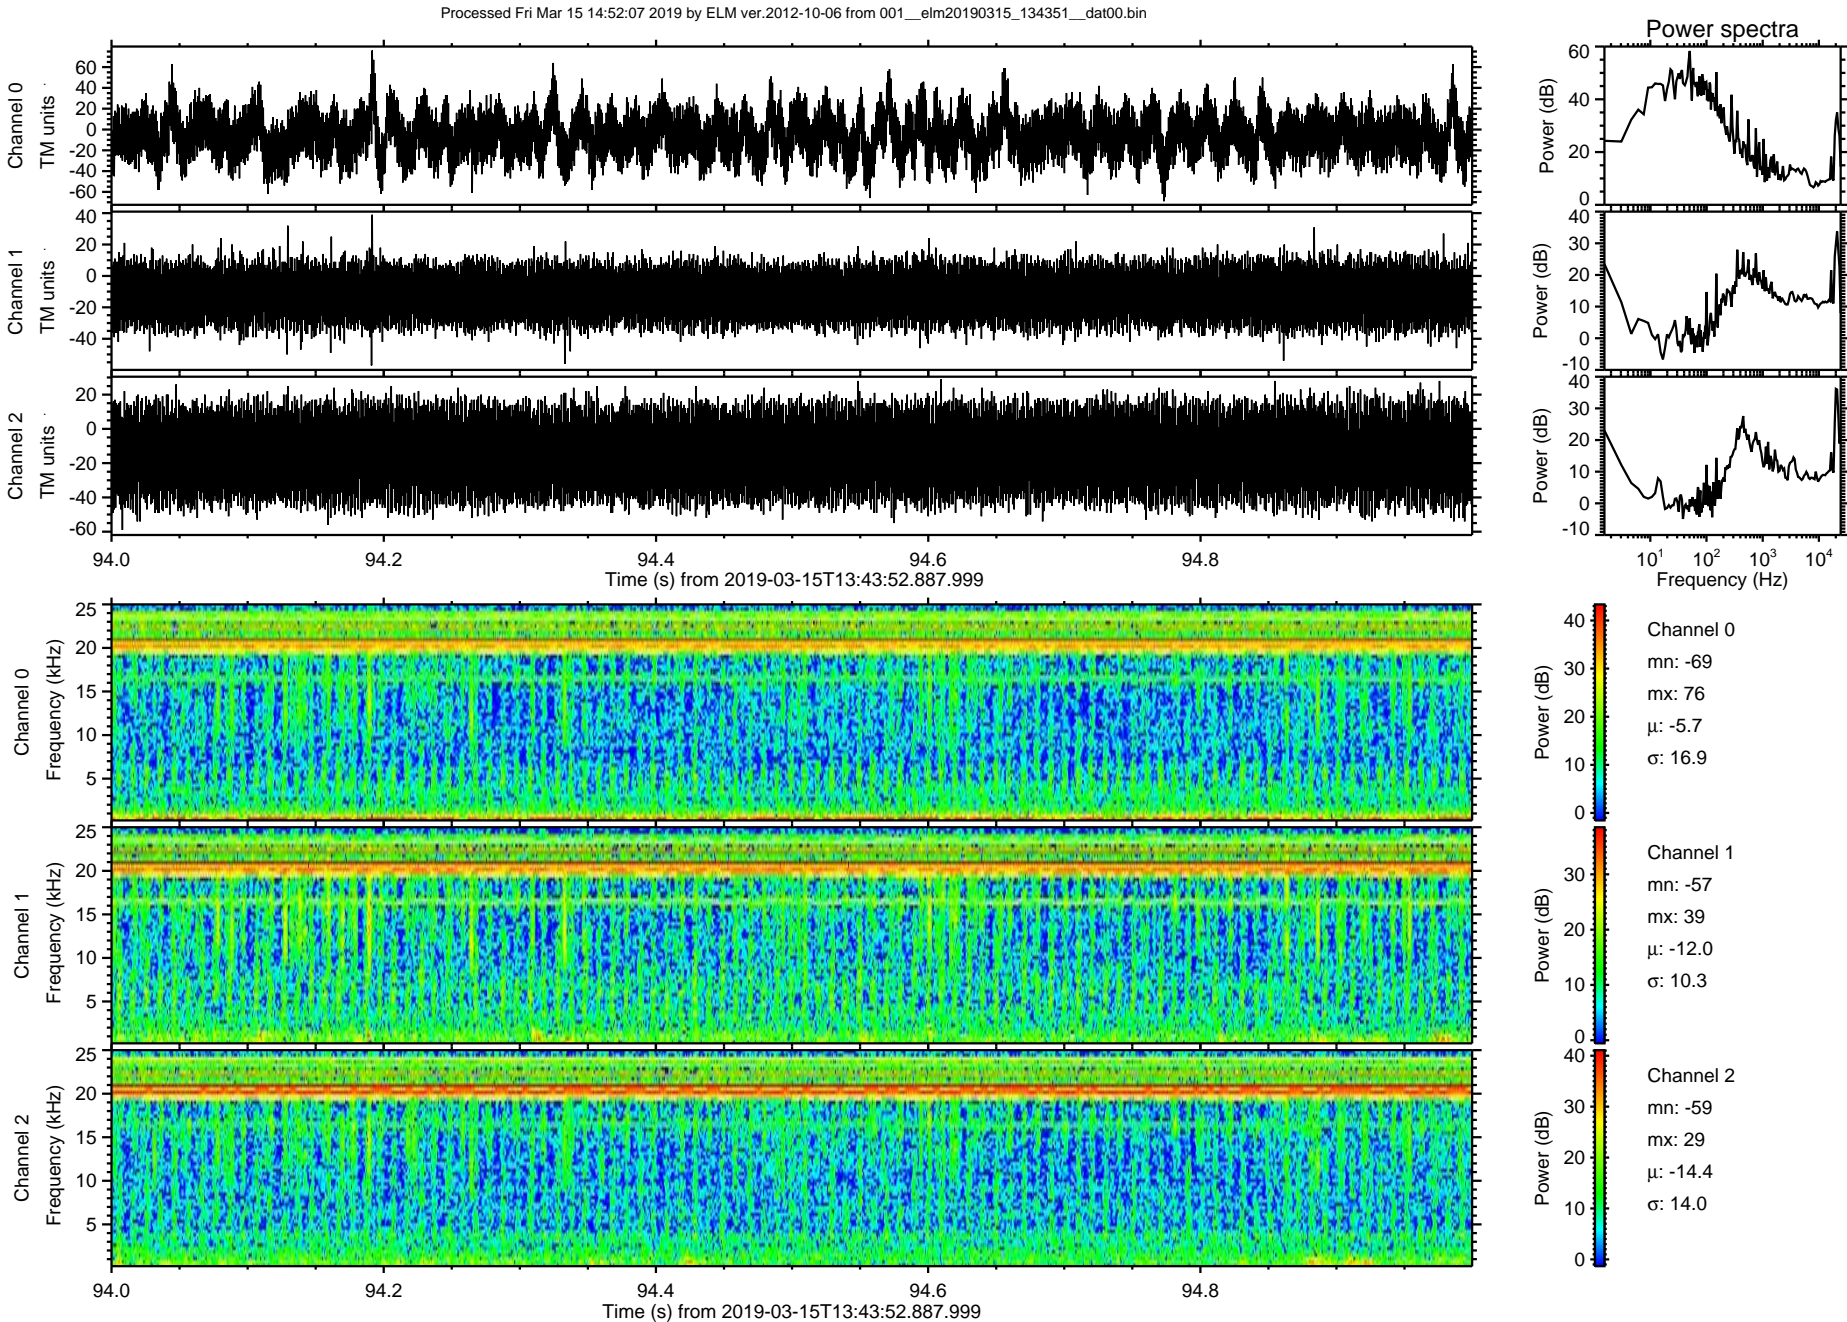 Processed Fri Mar 15 14:52:07 2019 by ELM ver.2012-10-06 from 001__elm20190315_134351__dat00.bin
Power spectra
Channel 0
TM units
60
40
20
0
-20
-40
-60
Power (dB)
60
40
20
0
Channel 1
TM units
40
20
0
-20
-40
Power (dB)
40
30
20
10
0
-10
Channel 2
TM units
20
0
-20
-40
-60
Power (dB)
40
30
20
10
0
-10
94.0 94.2 94.4 94.6 94.8
Time (s) from 2019-03-15T13:43:52.887.999
10^1 10^2 10^3 10^4
Frequency (Hz)
Channel 0
Frequency (kHz)
25
20
15
10
5
Power (dB)
40
30
20
10
0
Channel 0
mn: -69
mx: 76
μ: -5.7
σ: 16.9
Channel 1
Frequency (kHz)
25
20
15
10
5
Power (dB)
30
20
10
0
Channel 1
mn: -57
mx: 39
μ: -12.0
σ: 10.3
Channel 2
Frequency (kHz)
25
20
15
10
5
Power (dB)
40
30
20
10
0
Channel 2
mn: -59
mx: 29
μ: -14.4
σ: 14.0
94.0 94.2 94.4 94.6 94.8
Time (s) from 2019-03-15T13:43:52.887.999